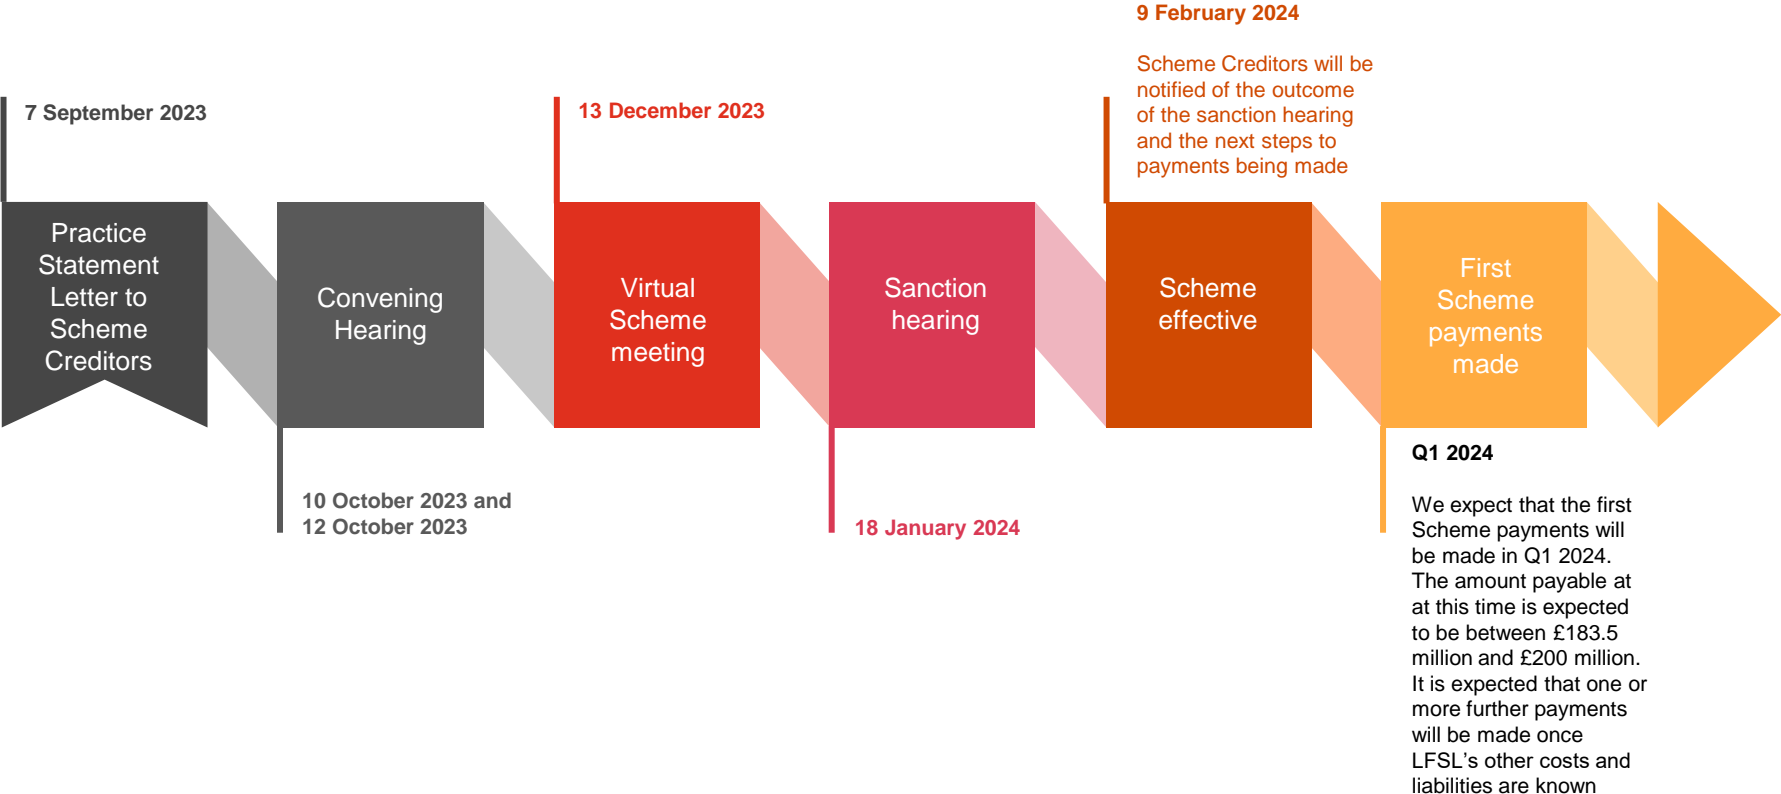 7 September 2023
Practice
Statement
Letter to
Scheme
Creditors
Convening
Hearing
10 October 2023 and
12 October 2023
13 December 2023
Virtual
Scheme
meeting
Sanction
hearing
18 January 2024
9 February 2024
Scheme Creditors will be
notified of the outcome
of the sanction hearing
and the next steps to
payments being made
Scheme
effective
First
Scheme
payments
made
Q1 2024
We expect that the first
Scheme payments will
be made in Q1 2024.
The amount payable at
at this time is expected
to be between £183.5
million and £200 million.
It is expected that one or
more further payments
will be made once
LFSL’s other costs and
liabilities are known